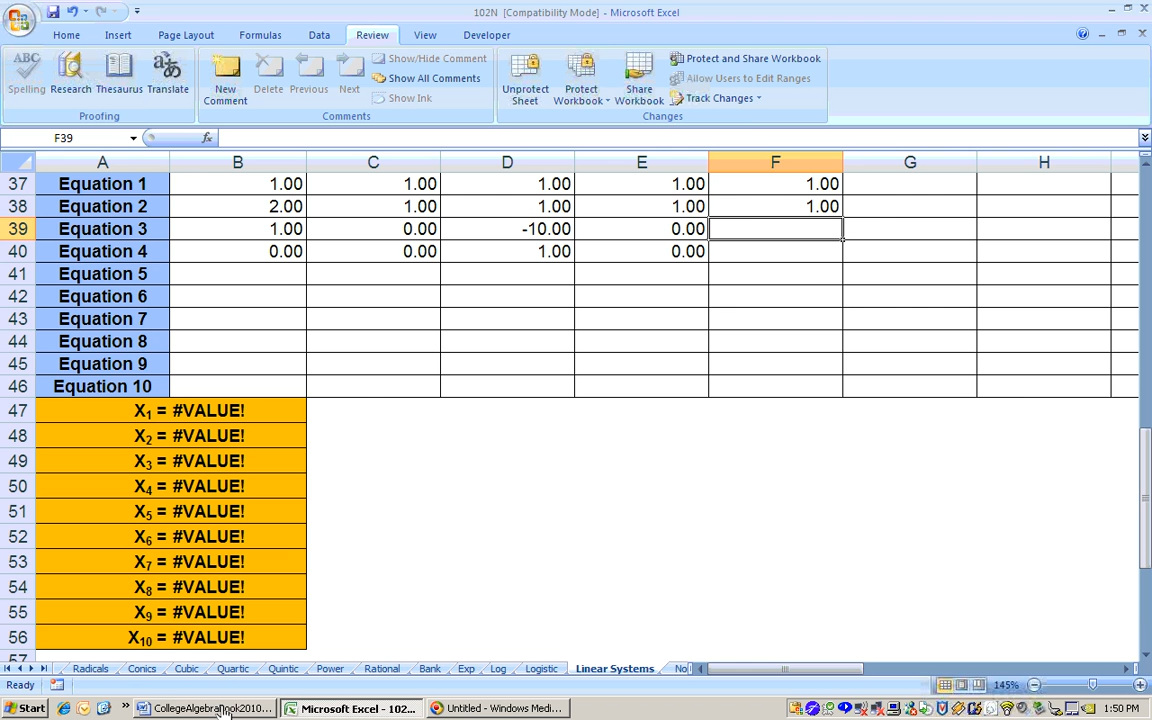 102N [Compatibility Mode] - Microsoft Excel
Home Insert Page Layout Formulas Data Review View Developer
ABC
Spelling Research Thesaurus Translate
Proofing
New Comment Delete Previous Next
Show/Hide Comment
Show All Comments
Show Ink
Comments
Unprotect Sheet Protect Workbook Share Workbook
Protect and Share Workbook
Allow Users to Edit Ranges
Track Changes
Changes
F39 fx
A B C D E F G H
37 Equation 1 1.00 1.00 1.00 1.00 1.00
38 Equation 2 2.00 1.00 1.00 1.00 1.00
39 Equation 3 1.00 0.00 -10.00 0.00
40 Equation 4 0.00 0.00 1.00 0.00
41 Equation 5
42 Equation 6
43 Equation 7
44 Equation 8
45 Equation 9
46 Equation 10
47 X1 = #VALUE!
48 X2 = #VALUE!
49 X3 = #VALUE!
50 X4 = #VALUE!
51 X5 = #VALUE!
52 X6 = #VALUE!
53 X7 = #VALUE!
54 X8 = #VALUE!
55 X9 = #VALUE!
56 X10 = #VALUE!
57
Radicals Conics Cubic Quartic Quintic Power Rational Bank Exp Log Logistic Linear Systems No
Ready 145%
Start » CollegeAlgebraBook2010... Microsoft Excel - 102... Untitled - Windows Medi... 1:50 PM